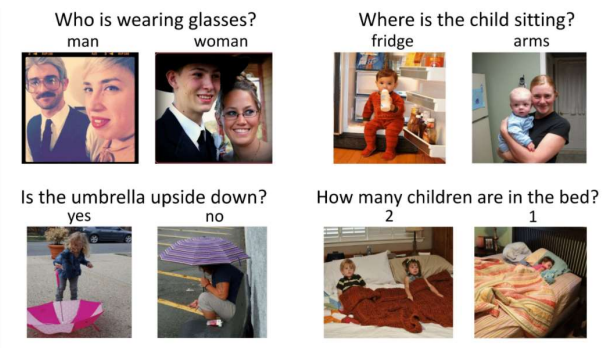 Who is wearing glasses?
man woman
Where is the child sitting?
fridge arms
Is the umbrella upside down?
yes no
How many children are in the bed?
2 1